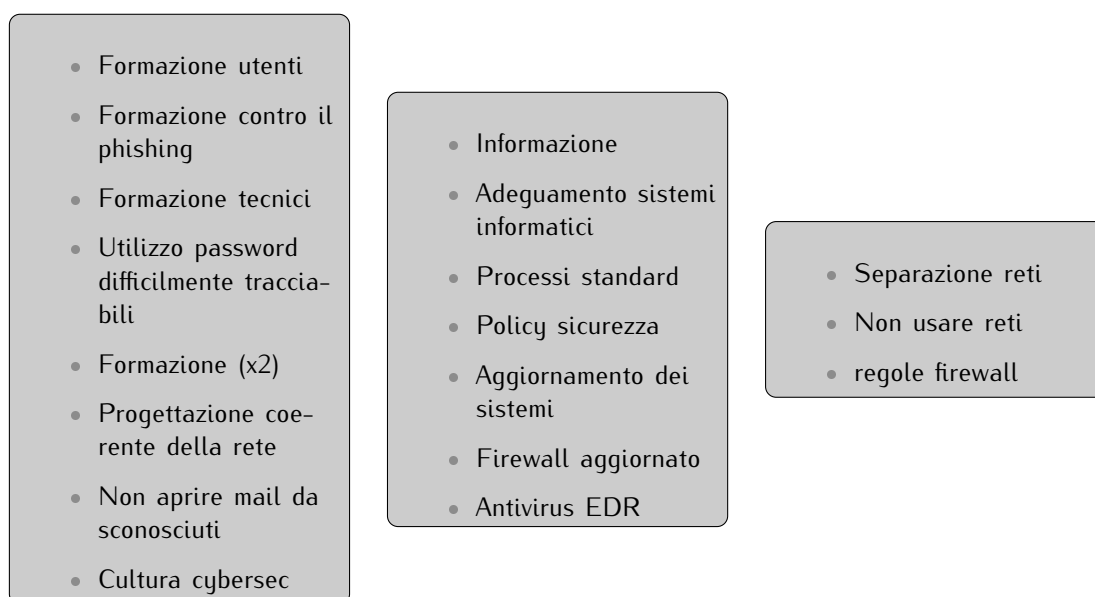 Formazione utenti
Formazione contro il
phishing
Formazione tecnici
Utilizzo password
difficilmente traccia-
bili
Formazione (x2)
Progettazione coe-
rente della rete
Non aprire mail da
sconosciuti
Cultura cybersec
Informazione
Adeguamento sistemi
informatici
Processi standard
Policy sicurezza
Aggiornamento dei
sistemi
Firewall aggiornato
Antivirus EDR
Separazione reti
Non usare reti
regole firewall